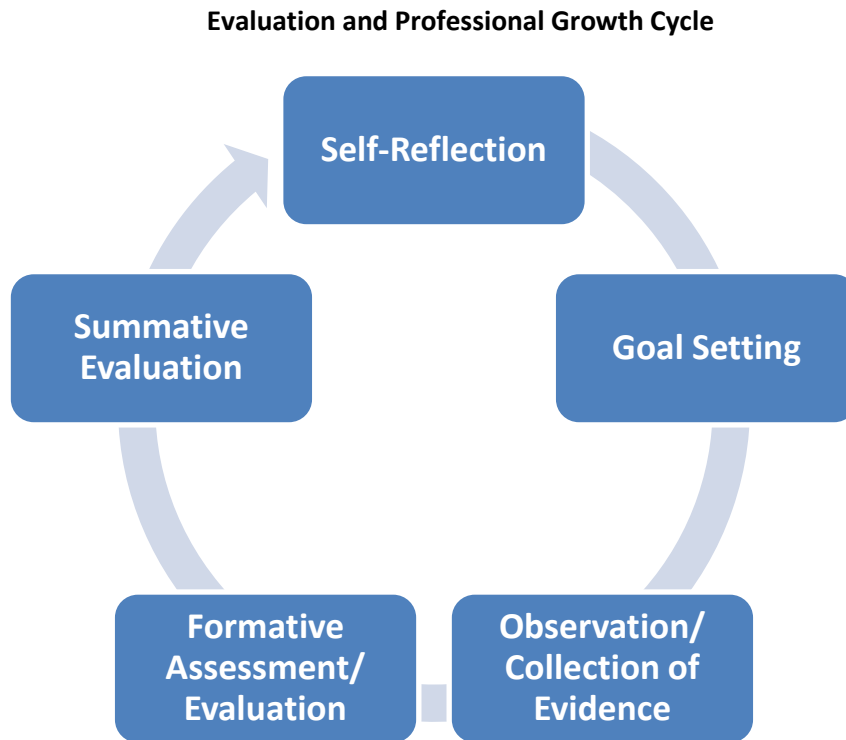 Evaluation and Professional Growth Cycle
Self-Reflection
Goal Setting
Observation/
Collection of
Evidence
Formative
Assessment/
Evaluation
Summative
Evaluation